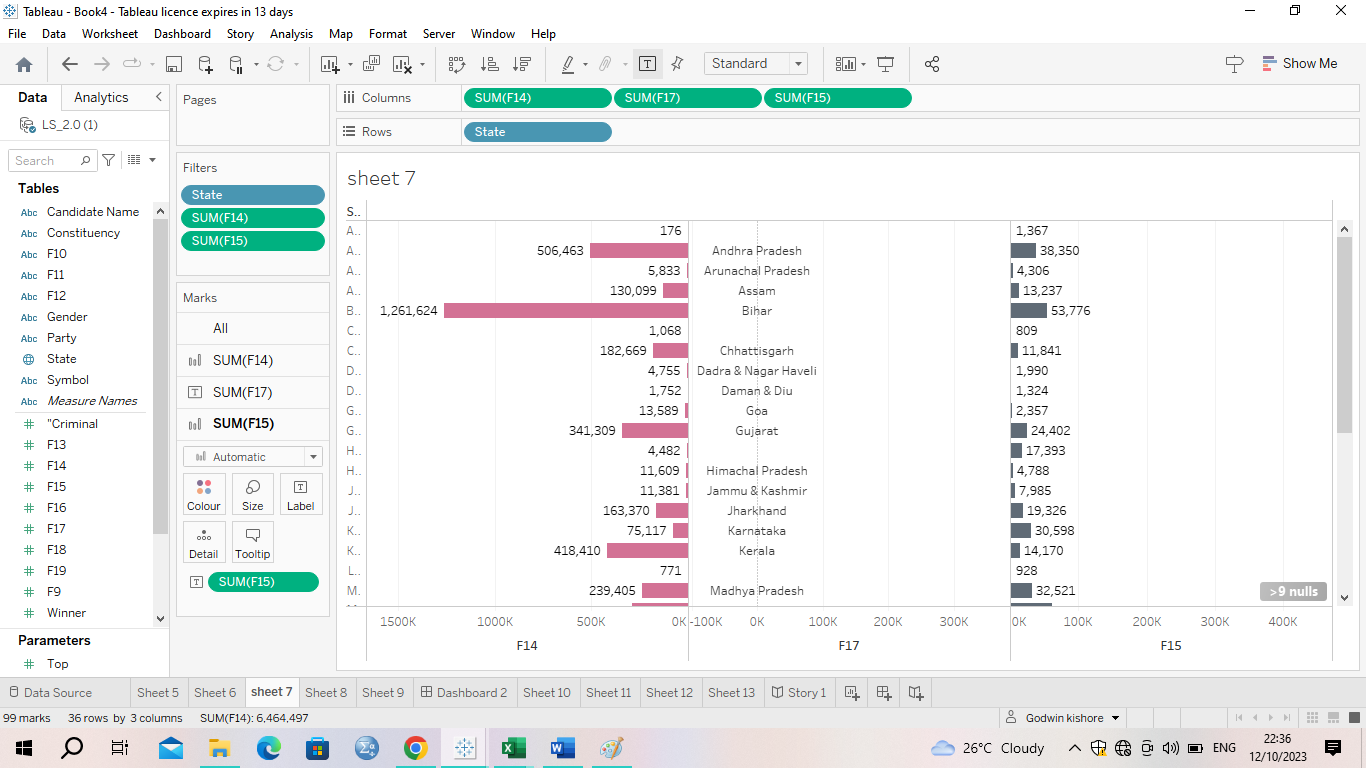 Tableau - Book4 - Tableau licence expires in 13 days
File Data Worksheet Dashboard Story Analysis Map Format Server Window Help
Standard Show Me
Data Analytics
LS_2.0 (1)
Search
Tables
Abc Candidate Name
Abc Constituency
Abc F10
Abc F11
Abc F12
Abc Gender
Abc Party
State
Abc Symbol
Abc Measure Names
"Criminal
F13
F14
F15
F16
F17
F18
F19
F9
Winner
Parameters
Top
Pages
Filters
State
SUM(F14)
SUM(F15)
Marks
All
SUM(F14)
SUM(F17)
SUM(F15)
Automatic
Colour Size Label
Detail Tooltip
SUM(F15)
Columns SUM(F14) SUM(F17) SUM(F15)
Rows State
sheet 7
S..
A.. 176 1,367
A.. 506,463 Andhra Pradesh 38,350
A.. 5,833 Arunachal Pradesh 4,306
A.. 130,099 Assam 13,237
B.. 1,261,624 Bihar 53,776
C.. 1,068 809
C.. 182,669 Chhattisgarh 11,841
D.. 4,755 Dadra & Nagar Haveli 1,990
D.. 1,752 Daman & Diu 1,324
G.. 13,589 Goa 2,357
G.. 341,309 Gujarat 24,402
H.. 4,482 17,393
H.. 11,609 Himachal Pradesh 4,788
J.. 11,381 Jammu & Kashmir 7,985
J.. 163,370 Jharkhand 19,326
K.. 75,117 Karnataka 30,598
K.. 418,410 Kerala 14,170
L.. 771 928
M. 239,405 Madhya Pradesh 32,521
>9 nulls
1500K 1000K 500K 0K -100K 0K 100K 200K 300K 0K 100K 200K 300K 400K
F14 F17 F15
Data Source Sheet 5 Sheet 6 sheet 7 Sheet 8 Sheet 9 Dashboard 2 Sheet 10 Sheet 11 Sheet 12 Sheet 13 Story 1
99 marks 36 rows by 3 columns SUM(F14): 6,464,497 Godwin kishore
26°C Cloudy ENG 22:36
12/10/2023